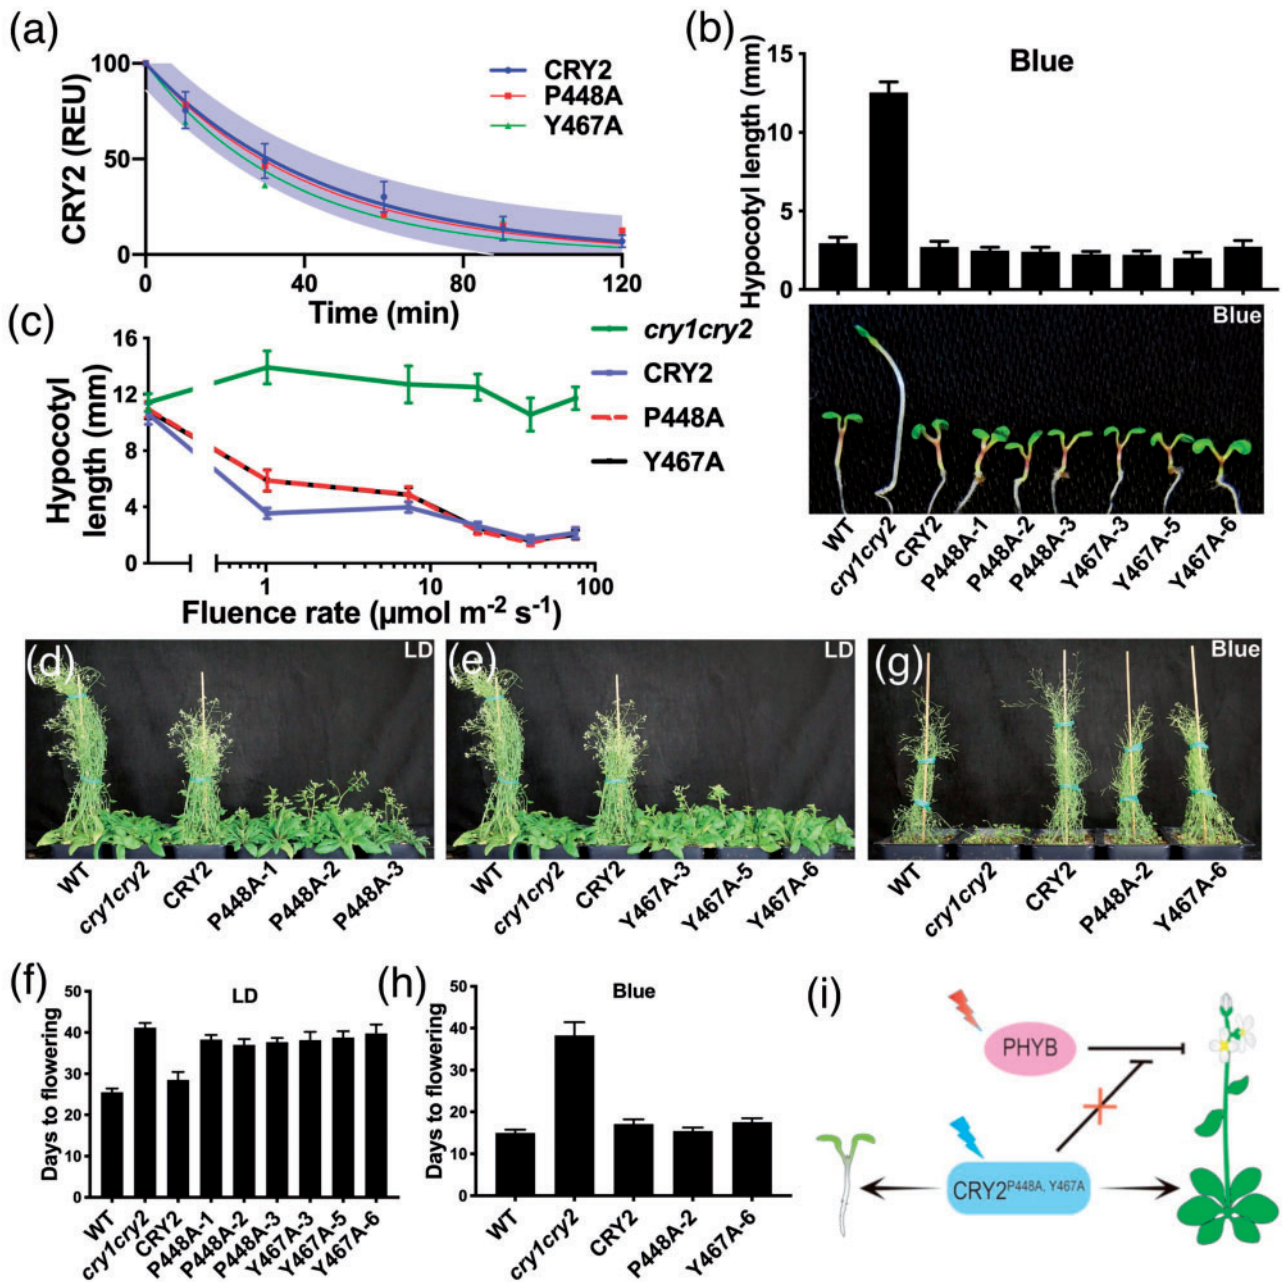 (a)
CRY2 (REU)
100
50
0
0 40 80 120
Time (min)
CRY2
P448A
Y467A
(b)
Blue
Hypocotyl length (mm)
15
10
5
0
Blue
WT
cry1cry2
CRY2
P448A-1
P448A-2
P448A-3
Y467A-3
Y467A-5
Y467A-6
(c)
Hypocotyl
length (mm)
16
12
8
4
0
1 10 100
Fluence rate (μmol m⁻² s⁻¹)
cry1cry2
CRY2
P448A
Y467A
(d)
LD
WT
cry1cry2
CRY2
P448A-1
P448A-2
P448A-3
(e)
LD
WT
cry1cry2
CRY2
Y467A-3
Y467A-5
Y467A-6
(g)
Blue
WT
cry1cry2
CRY2
P448A-2
Y467A-6
(f)
LD
Days to flowering
50
40
30
20
10
0
WT
cry1cry2
CRY2
P448A-1
P448A-2
P448A-3
Y467A-3
Y467A-5
Y467A-6
(h)
Blue
Days to flowering
50
40
30
20
10
0
WT
cry1cry2
CRY2
P448A-2
Y467A-6
(i)
PHYB
CRY2P448A, Y467A